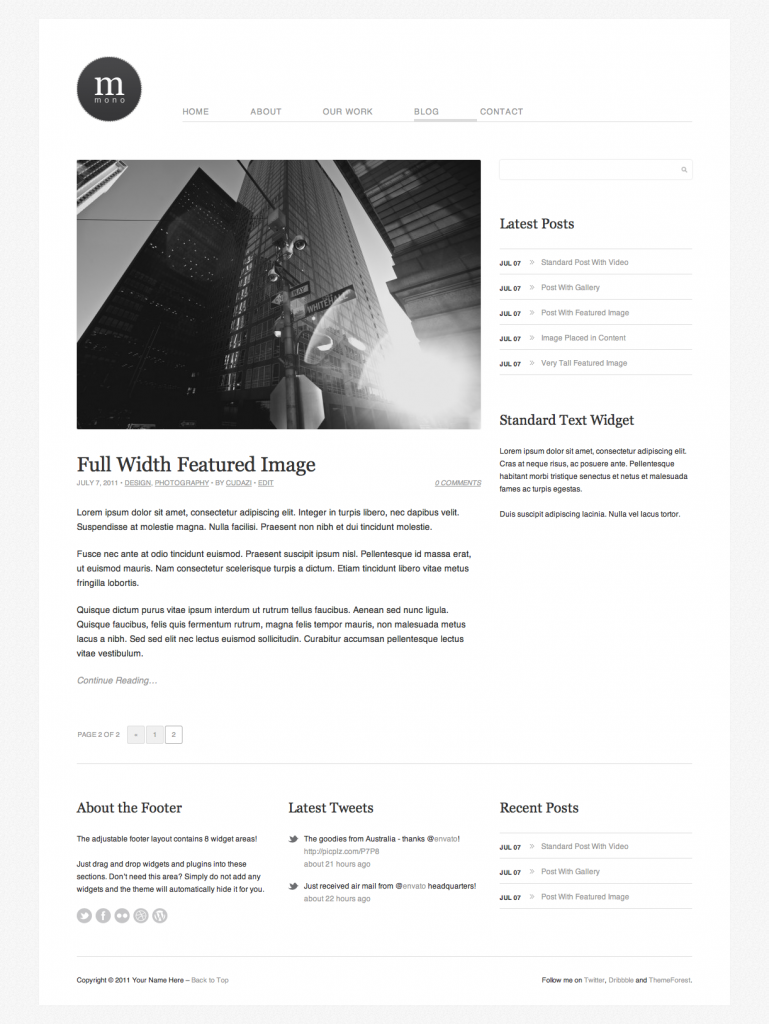 m
mono
HOME ABOUT OUR WORK BLOG CONTACT
WHITEHALL
Full Width Featured Image
JULY 7, 2011 • DESIGN, PHOTOGRAPHY • BY CUDAZI • EDIT 0 COMMENTS
Lorem ipsum dolor sit amet, consectetur adipiscing elit. Integer in turpis libero, nec dapibus velit.
Suspendisse at molestie magna. Nulla facilisi. Praesent non nibh et dui tincidunt molestie.
Fusce nec ante at odio tincidunt euismod. Praesent suscipit ipsum nisl. Pellentesque id massa erat,
ut euismod mauris. Nam consectetur scelerisque turpis a dictum. Etiam tincidunt libero vitae metus
fringilla lobortis.
Quisque dictum purus vitae ipsum interdum ut rutrum tellus faucibus. Aenean sed nunc ligula.
Quisque faucibus, felis quis fermentum rutrum, magna felis tempor mauris, non malesuada metus
lacus a nibh. Sed sed elit nec lectus euismod sollicitudin. Curabitur accumsan pellentesque lectus
vitae vestibulum.
Continue Reading…
PAGE 2 OF 2 « 1 2
Latest Posts
JUL 07 » Standard Post With Video
JUL 07 » Post With Gallery
JUL 07 » Post With Featured Image
JUL 07 » Image Placed in Content
JUL 07 » Very Tall Featured Image
Standard Text Widget
Lorem ipsum dolor sit amet, consectetur adipiscing elit.
Cras at neque risus, ac posuere ante. Pellentesque
habitant morbi tristique senectus et netus et malesuada
fames ac turpis egestas.
Duis suscipit adipiscing lacinia. Nulla vel lacus tortor.
About the Footer
The adjustable footer layout contains 8 widget areas!
Just drag and drop widgets and plugins into these
sections. Don't need this area? Simply do not add any
widgets and the theme will automatically hide it for you.
Latest Tweets
The goodies from Australia - thanks @envato!
http://picplz.com/P7P8
about 21 hours ago
Just received air mail from @envato headquarters!
about 22 hours ago
Recent Posts
JUL 07 » Standard Post With Video
JUL 07 » Post With Gallery
JUL 07 » Post With Featured Image
Copyright © 2011 Your Name Here – Back to Top
Follow me on Twitter, Dribbble and ThemeForest.